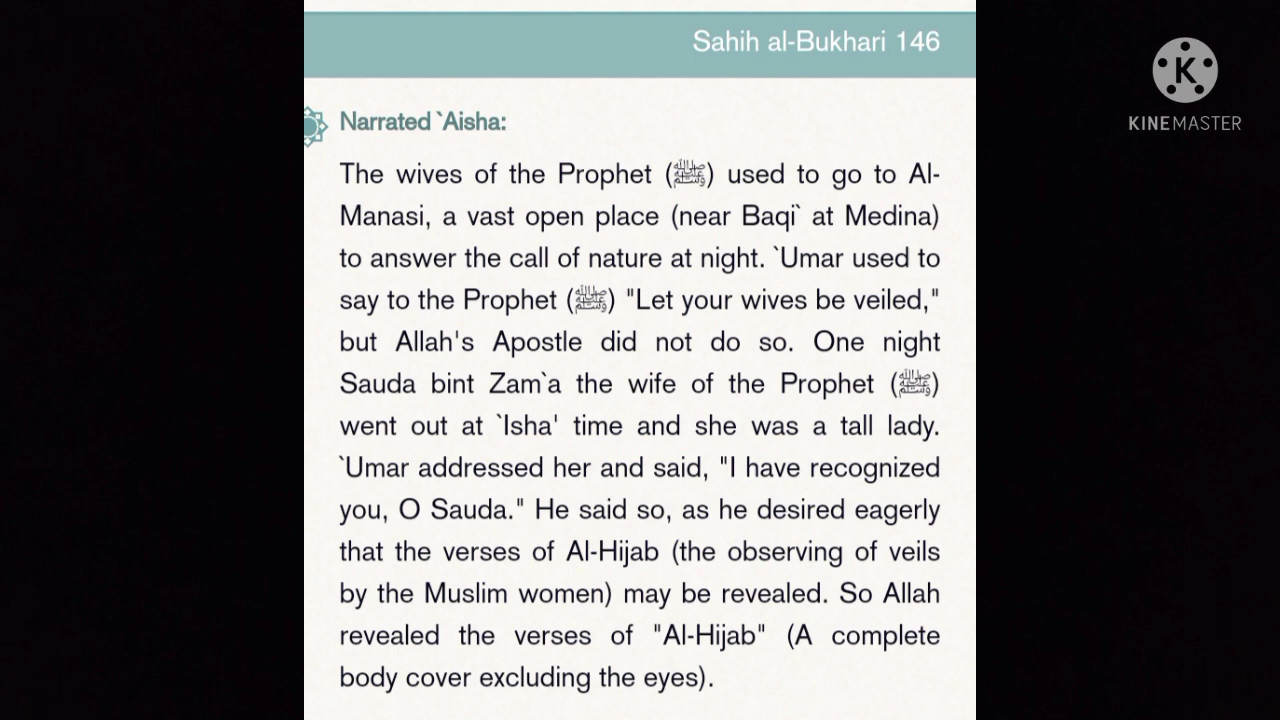 Sahih al-Bukhari 146
KINEMASTER
Narrated `Aisha:
The wives of the Prophet (ﷺ) used to go to Al-
Manasi, a vast open place (near Baqi` at Medina)
to answer the call of nature at night. `Umar used to
say to the Prophet (ﷺ) "Let your wives be veiled,"
but Allah's Apostle did not do so. One night
Sauda bint Zam`a the wife of the Prophet (ﷺ)
went out at `Isha' time and she was a tall lady.
`Umar addressed her and said, "I have recognized
you, O Sauda." He said so, as he desired eagerly
that the verses of Al-Hijab (the observing of veils
by the Muslim women) may be revealed. So Allah
revealed the verses of "Al-Hijab" (A complete
body cover excluding the eyes).